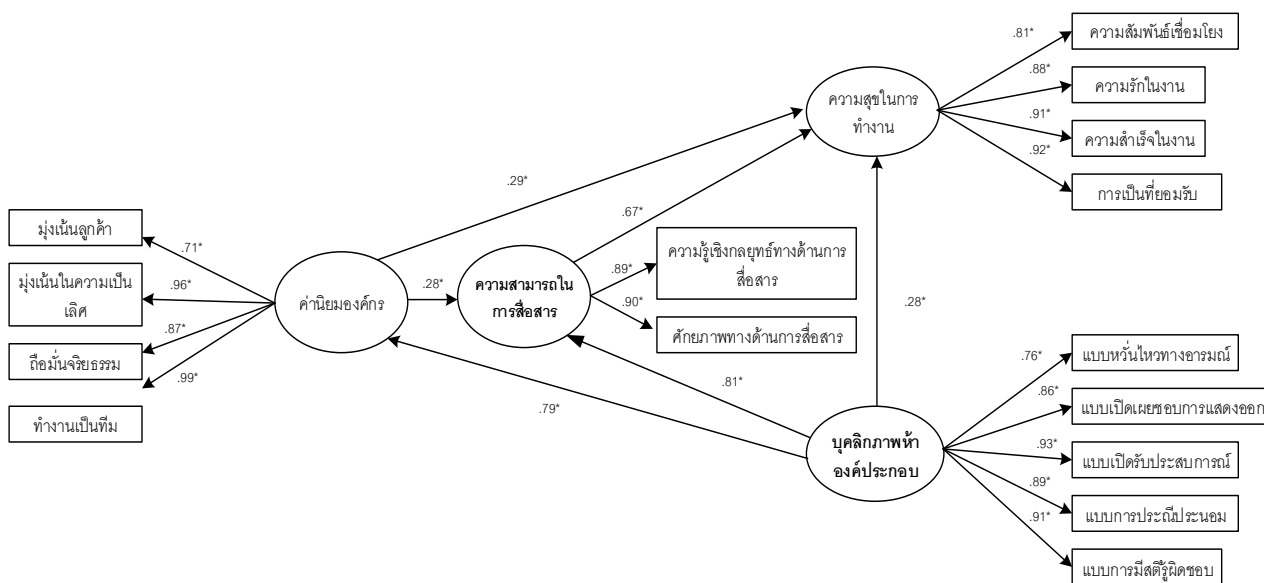 .81*
ความสัมพันธ์เชื่อมโยง
.88*
ความรักในงาน
ความสุขในการ
ทำงาน
.91*
ความสำเร็จในงาน
.92*
การเป็นที่ยอมรับ
.29*
.67*
มุ่งเน้นลูกค้า
.71*
มุ่งเน้นในความเป็น
เลิศ
.96*
ถือมั่นจริยธรรม
.87*
.99*
ทำงานเป็นทีม
ค่านิยมองค์กร
.28*
ความสามารถใน
การสื่อสาร
.89*
ความรู้เชิงกลยุทธ์ทางด้านการ
สื่อสาร
.90*
ศักยภาพทางด้านการสื่อสาร
.28*
.81*
.79*
บุคลิกภาพห้า
องค์ประกอบ
.76*
แบบหวั่นไหวทางอารมณ์
.86*
แบบเปิดเผยชอบการแสดงออก
.93*
แบบเปิดรับประสบการณ์
.89*
แบบการประณีประนอม
.91*
แบบการมีสติรู้ผิดชอบ